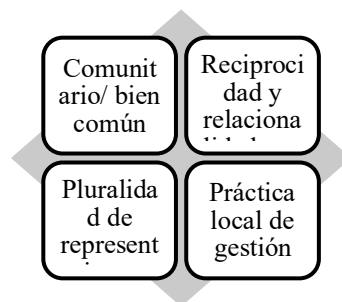 Comunit
ario/ bien
común
Reciproci
dad y
relaciona
Pluralida
d de
represent
Práctica
local de
gestión